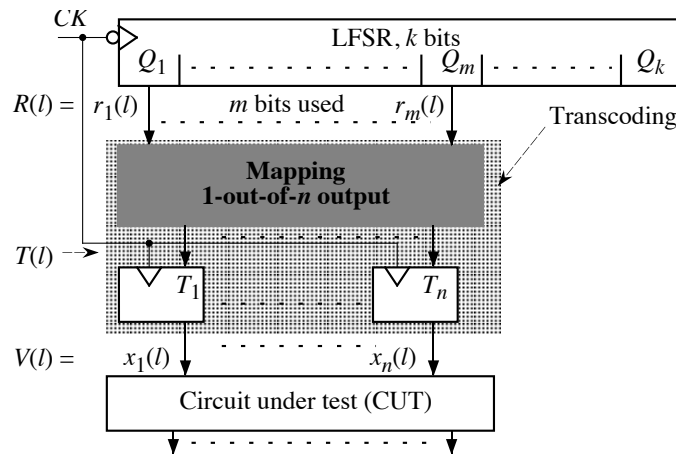 CK
LFSR, k bits
Q1 Qm Qk
R(l) = r1(l) m bits used rm(l)
Transcoding
Mapping
1-out-of-n output
T(l)
T1 Tn
V(l) = x1(l) xn(l)
Circuit under test (CUT)